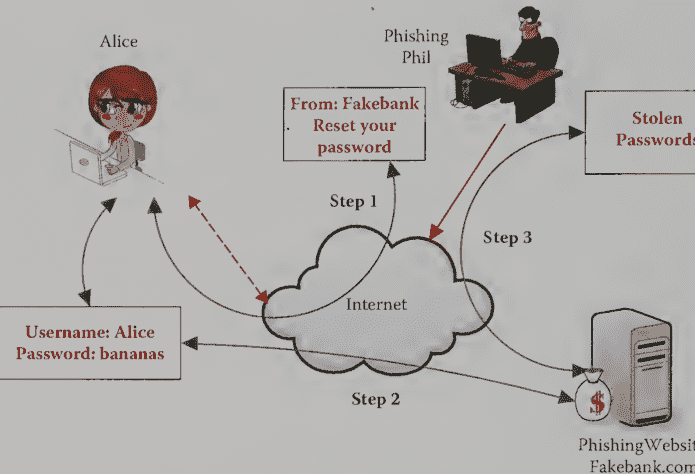 Alice
Phishing
Phil
From: Fakebank
Reset your
password
Stolen
Passwords
Step 1
Step 3
Internet
Username: Alice
Password: bananas
Step 2
$
PhishingWebsit
Fakebank.com